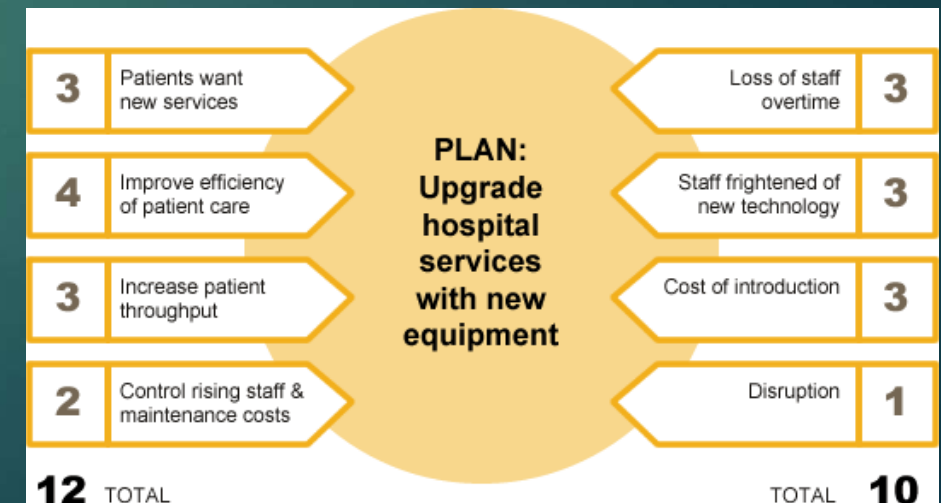 3
Patients want
new services
4
Improve efficiency
of patient care
3
Increase patient
throughput
2
Control rising staff &
maintenance costs
12 TOTAL
PLAN:
Upgrade
hospital
services
with new
equipment
Loss of staff
overtime
3
Staff frightened of
new technology
3
Cost of introduction
3
Disruption
1
TOTAL 10